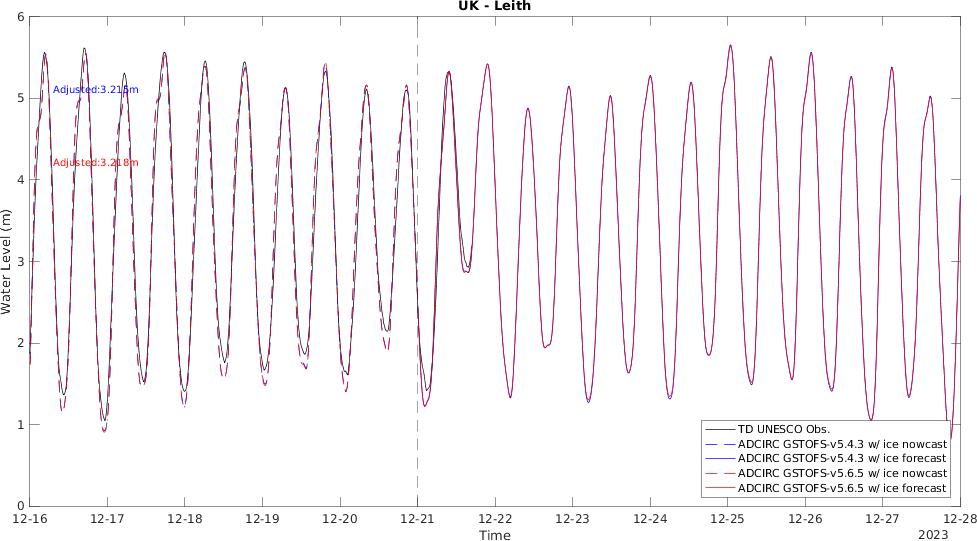 UK - Leith
6
5
4
3
2
1
0
Water Level (m)
Adjusted:3.215m
Adjusted:3.218m
TD UNESCO Obs.
ADCIRC GSTOFS-v5.4.3 w/ ice nowcast
ADCIRC GSTOFS-v5.4.3 w/ ice forecast
ADCIRC GSTOFS-v5.6.5 w/ ice nowcast
ADCIRC GSTOFS-v5.6.5 w/ ice forecast
12-16 12-17 12-18 12-19 12-20 12-21 12-22 12-23 12-24 12-25 12-26 12-27 12-28
Time
2023